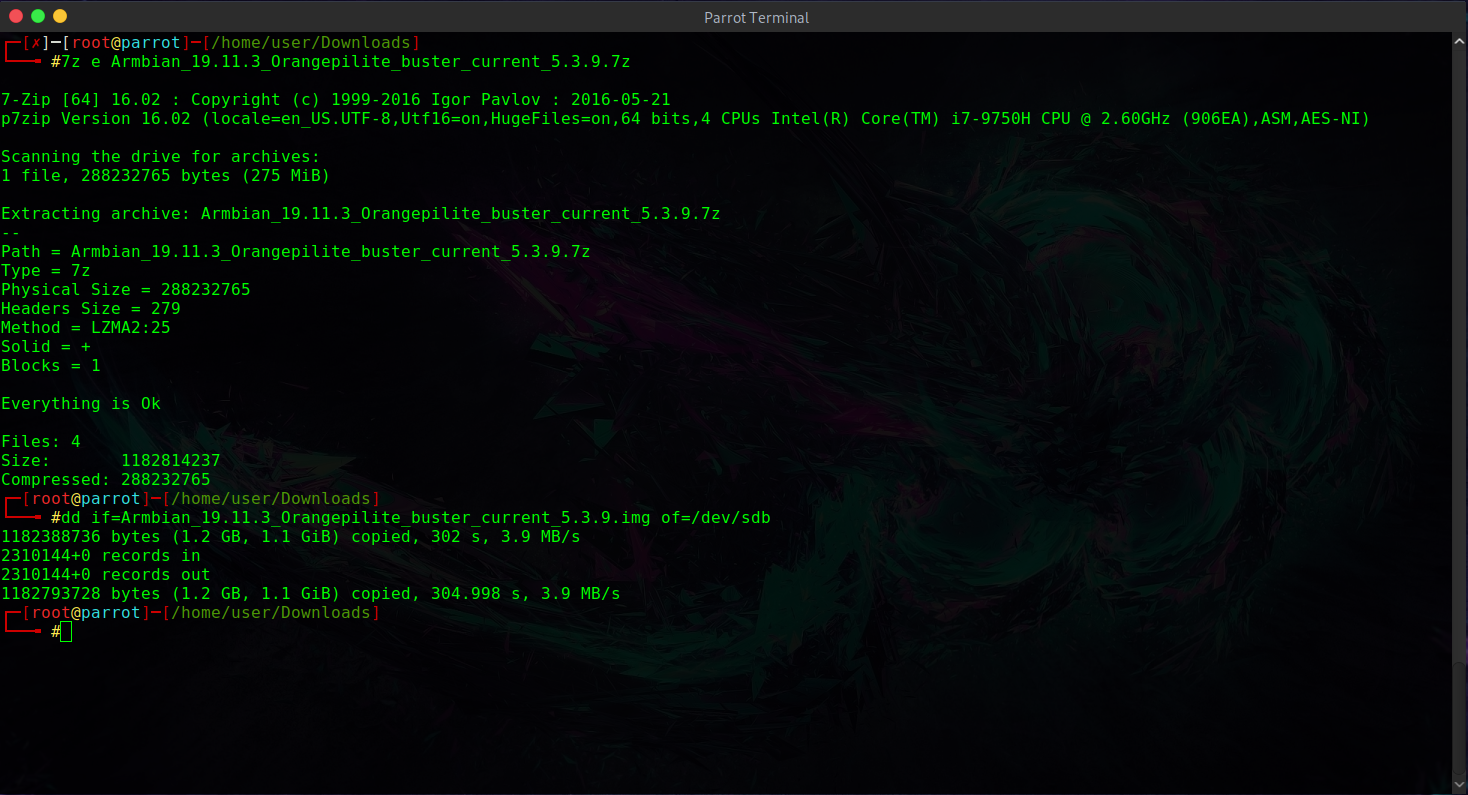 Parrot Terminal
┌─[✗]─[root@parrot]─[/home/user/Downloads]
└──╼ #7z e Armbian_19.11.3_Orangepilite_buster_current_5.3.9.7z
7-Zip [64] 16.02 : Copyright (c) 1999-2016 Igor Pavlov : 2016-05-21
p7zip Version 16.02 (locale=en_US.UTF-8,Utf16=on,HugeFiles=on,64 bits,4 CPUs Intel(R) Core(TM) i7-9750H CPU @ 2.60GHz (906EA),ASM,AES-NI)
Scanning the drive for archives:
1 file, 288232765 bytes (275 MiB)
Extracting archive: Armbian_19.11.3_Orangepilite_buster_current_5.3.9.7z
--
Path = Armbian_19.11.3_Orangepilite_buster_current_5.3.9.7z
Type = 7z
Physical Size = 288232765
Headers Size = 279
Method = LZMA2:25
Solid = +
Blocks = 1
Everything is Ok
Files: 4
Size:       1182814237
Compressed: 288232765
┌─[root@parrot]─[/home/user/Downloads]
└──╼ #dd if=Armbian_19.11.3_Orangepilite_buster_current_5.3.9.img of=/dev/sdb
1182388736 bytes (1.2 GB, 1.1 GiB) copied, 302 s, 3.9 MB/s
2310144+0 records in
2310144+0 records out
1182793728 bytes (1.2 GB, 1.1 GiB) copied, 304.998 s, 3.9 MB/s
┌─[root@parrot]─[/home/user/Downloads]
└──╼ #